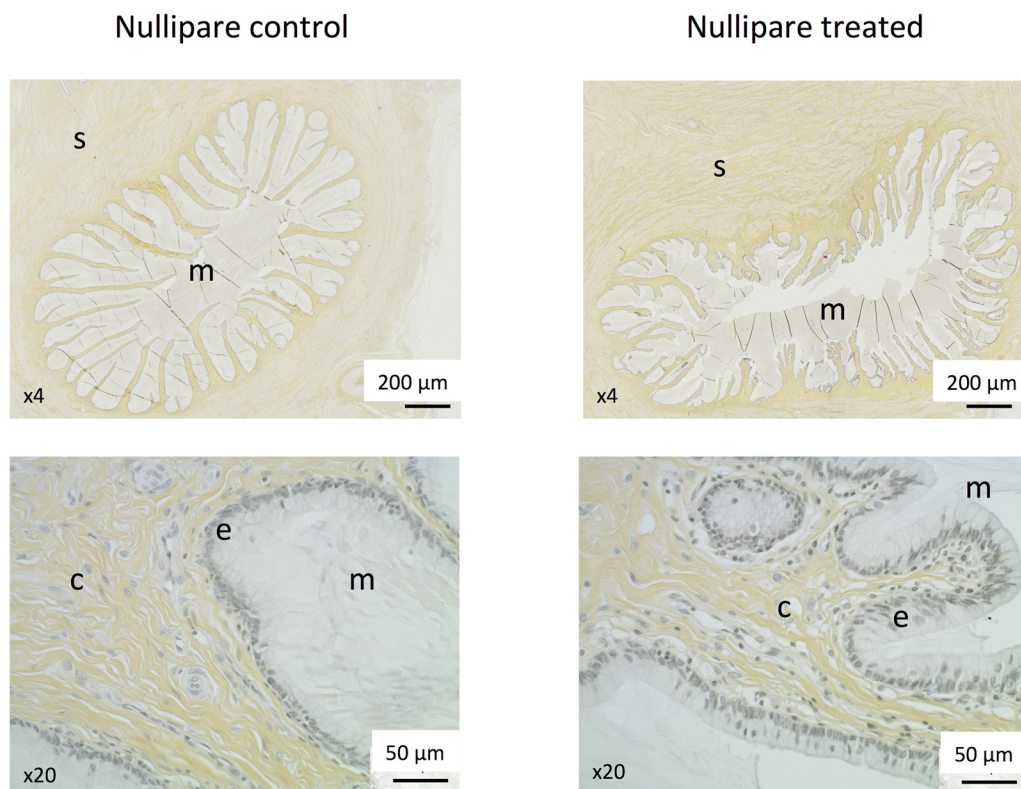 Nullipare control
Nullipare treated
s
m
200 µm
x4
s
m
200 µm
x4
e
c
m
50 µm
x20
m
c
e
50 µm
x20